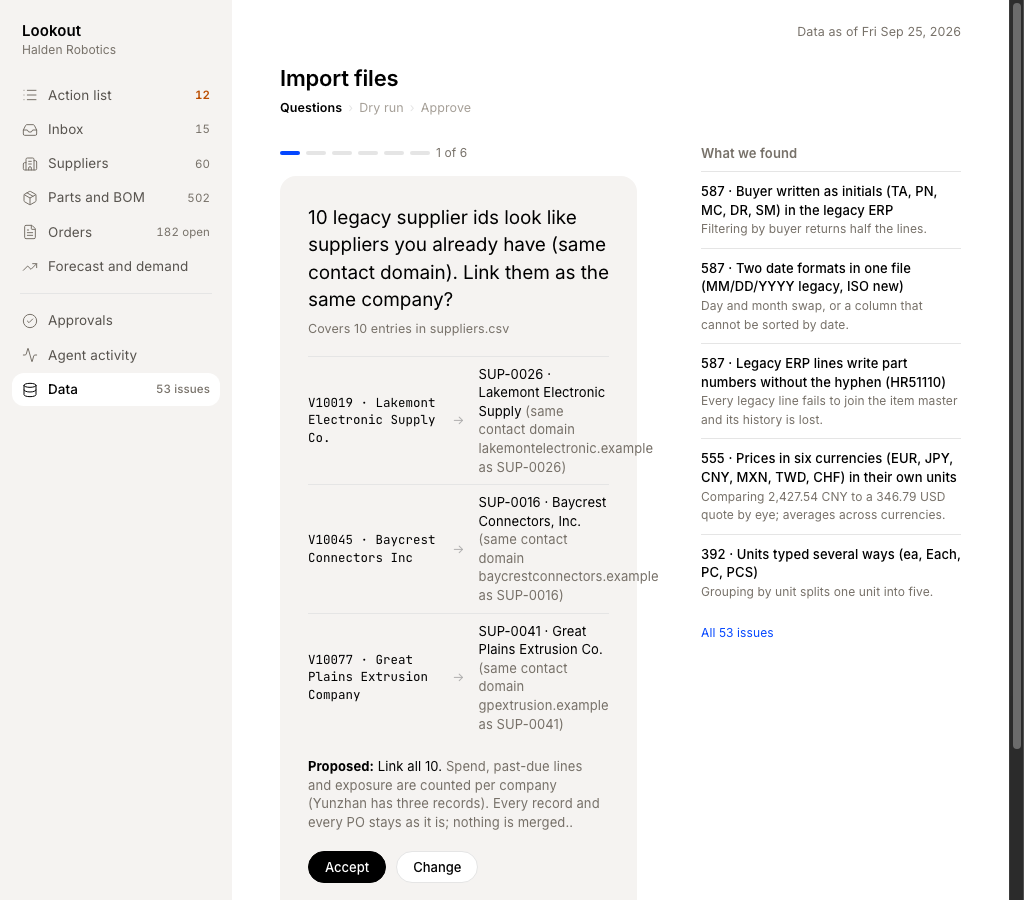 Lookout
Halden Robotics
Action list 12
Inbox 15
Suppliers 60
Parts and BOM 502
Orders 182 open
Forecast and demand
Approvals
Agent activity
Data 53 issues
Data as of Fri Sep 25, 2026
Import files
Questions › Dry run › Approve
1 of 6
10 legacy supplier ids look like
suppliers you already have (same
contact domain). Link them as the
same company?
Covers 10 entries in suppliers.csv
V10019 · Lakemont
Electronic Supply
Co.
→
SUP-0026 ·
Lakemont Electronic
Supply (same
contact domain
lakemontelectronic.example
as SUP-0026)
V10045 · Baycrest
Connectors Inc
→
SUP-0016 · Baycrest
Connectors, Inc.
(same contact
domain
baycrestconnectors.example
as SUP-0016)
V10077 · Great
Plains Extrusion
Company
→
SUP-0041 · Great
Plains Extrusion Co.
(same contact
domain
gpextrusion.example
as SUP-0041)
Proposed: Link all 10. Spend, past-due lines
and exposure are counted per company
(Yunzhan has three records). Every record and
every PO stays as it is; nothing is merged..
Accept Change
What we found
587 · Buyer written as initials (TA, PN,
MC, DR, SM) in the legacy ERP
Filtering by buyer returns half the lines.
587 · Two date formats in one file
(MM/DD/YYYY legacy, ISO new)
Day and month swap, or a column that
cannot be sorted by date.
587 · Legacy ERP lines write part
numbers without the hyphen (HR51110)
Every legacy line fails to join the item master
and its history is lost.
555 · Prices in six currencies (EUR, JPY,
CNY, MXN, TWD, CHF) in their own units
Comparing 2,427.54 CNY to a 346.79 USD
quote by eye; averages across currencies.
392 · Units typed several ways (ea, Each,
PC, PCS)
Grouping by unit splits one unit into five.
All 53 issues